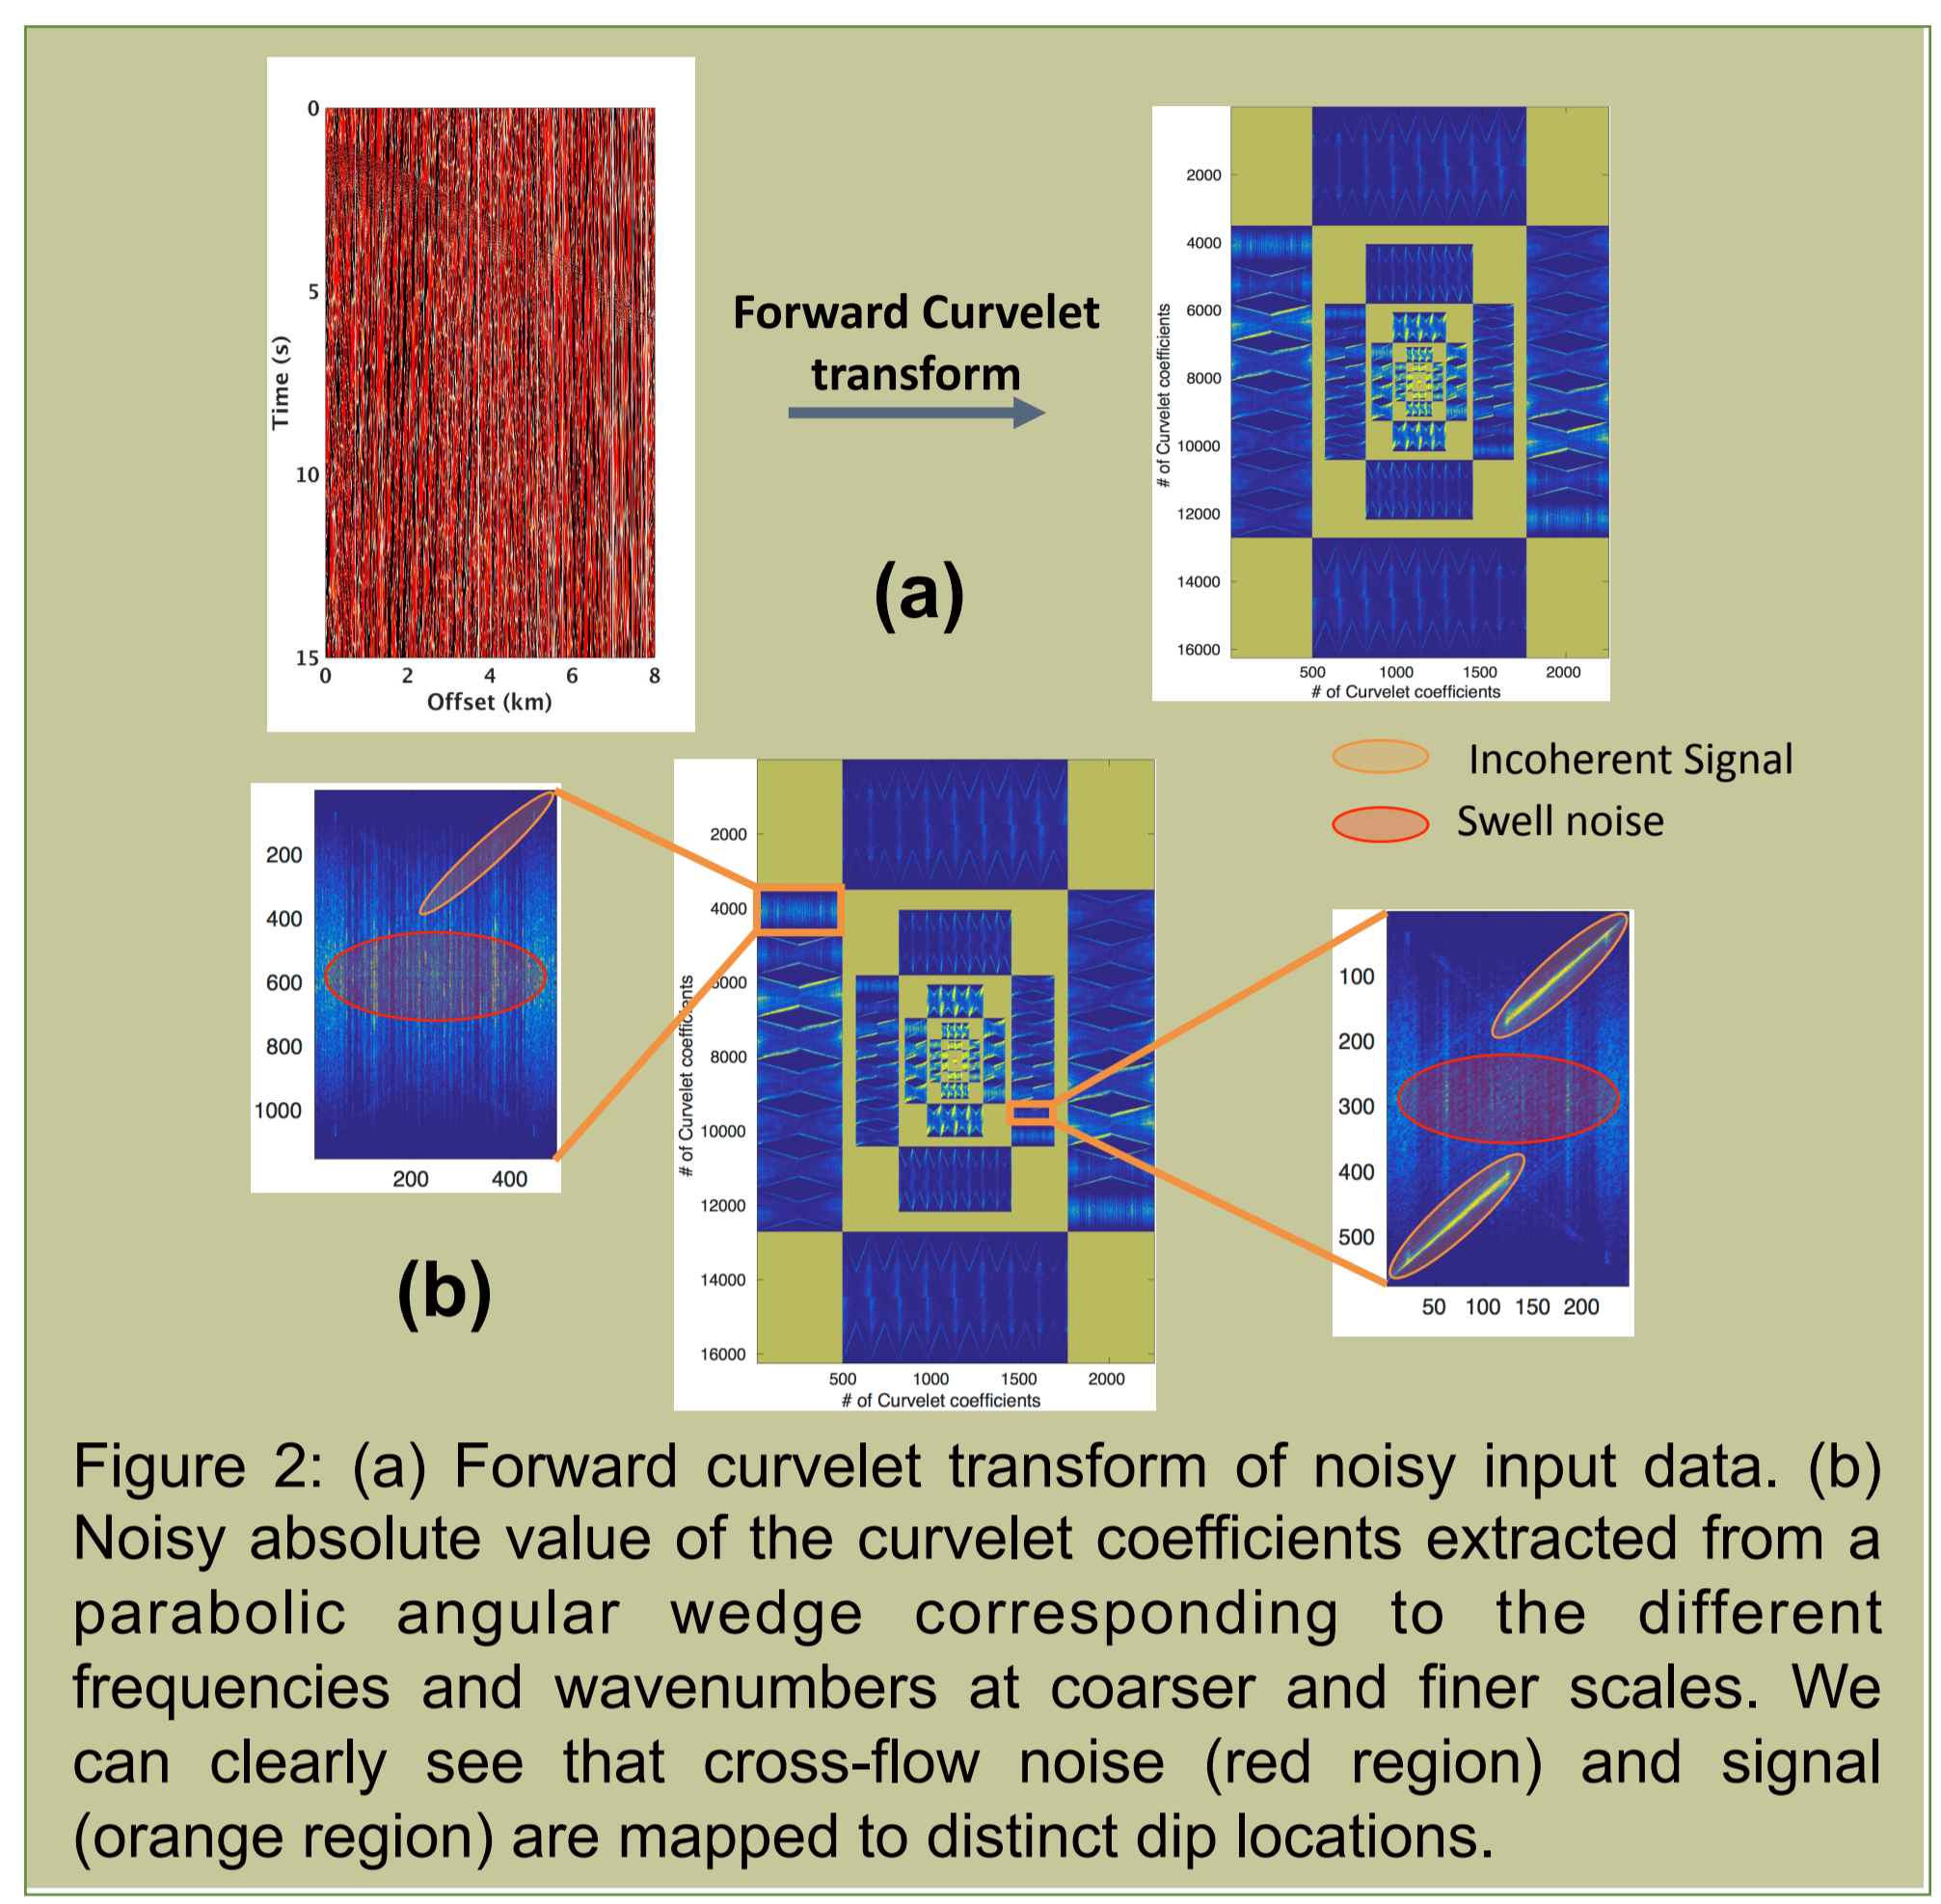 0
5
10
15
Time (s)
0 2 4 6 8
Offset (km)
Forward Curvelet
transform
(a)
2000
4000
6000
8000
10000
12000
14000
16000
# of Curvelet coefficients
500 1000 1500 2000
# of Curvelet coefficients
Incoherent Signal
Swell noise
200
400
600
800
1000
200 400
(b)
2000
4000
6000
8000
10000
12000
14000
16000
# of Curvelet coefficients
500 1000 1500 2000
# of Curvelet coefficients
100
200
300
400
500
50 100 150 200
Figure 2: (a) Forward curvelet transform of noisy input data. (b)
Noisy absolute value of the curvelet coefficients extracted from a
parabolic angular wedge corresponding to the different
frequencies and wavenumbers at coarser and finer scales. We
can clearly see that cross-flow noise (red region) and signal
(orange region) are mapped to distinct dip locations.